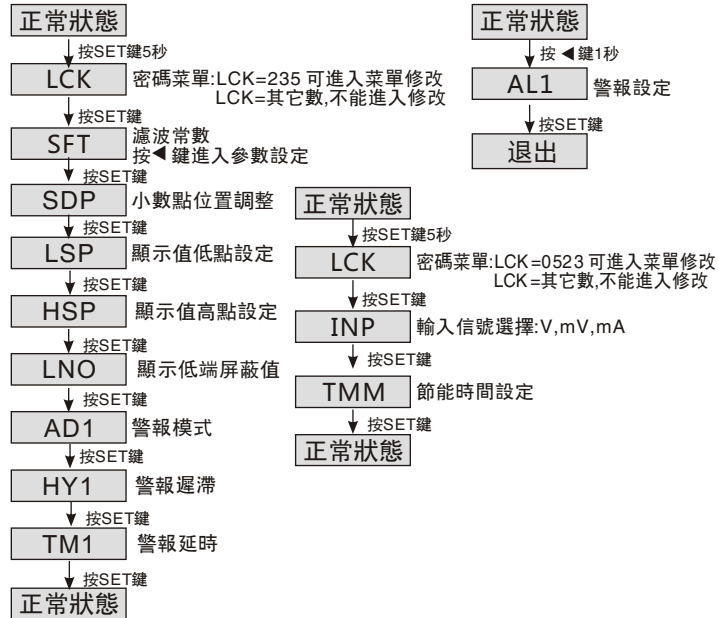 正常狀態
按SET鍵5秒
LCK
密碼菜單:LCK=235 可進入菜單修改
LCK=其它數,不能進入修改
按SET鍵
SFT
濾波常數
按◀ 鍵進入參數設定
按SET鍵
SDP
小數點位置調整
按SET鍵
LSP
顯示值低點設定
按SET鍵
HSP
顯示值高點設定
按SET鍵
LNO
顯示低端屏蔽值
按SET鍵
AD1
警報模式
按SET鍵
HY1
警報遲滯
按SET鍵
TM1
警報延時
按SET鍵
正常狀態
正常狀態
按 ◀鍵1秒
AL1
警報設定
按SET鍵
退出
正常狀態
按SET鍵5秒
LCK
密碼菜單:LCK=0523 可進入菜單修改
LCK=其它數,不能進入修改
按SET鍵
INP
輸入信號選擇:V,mV,mA
按SET鍵
TMM
節能時間設定
按SET鍵
正常狀態